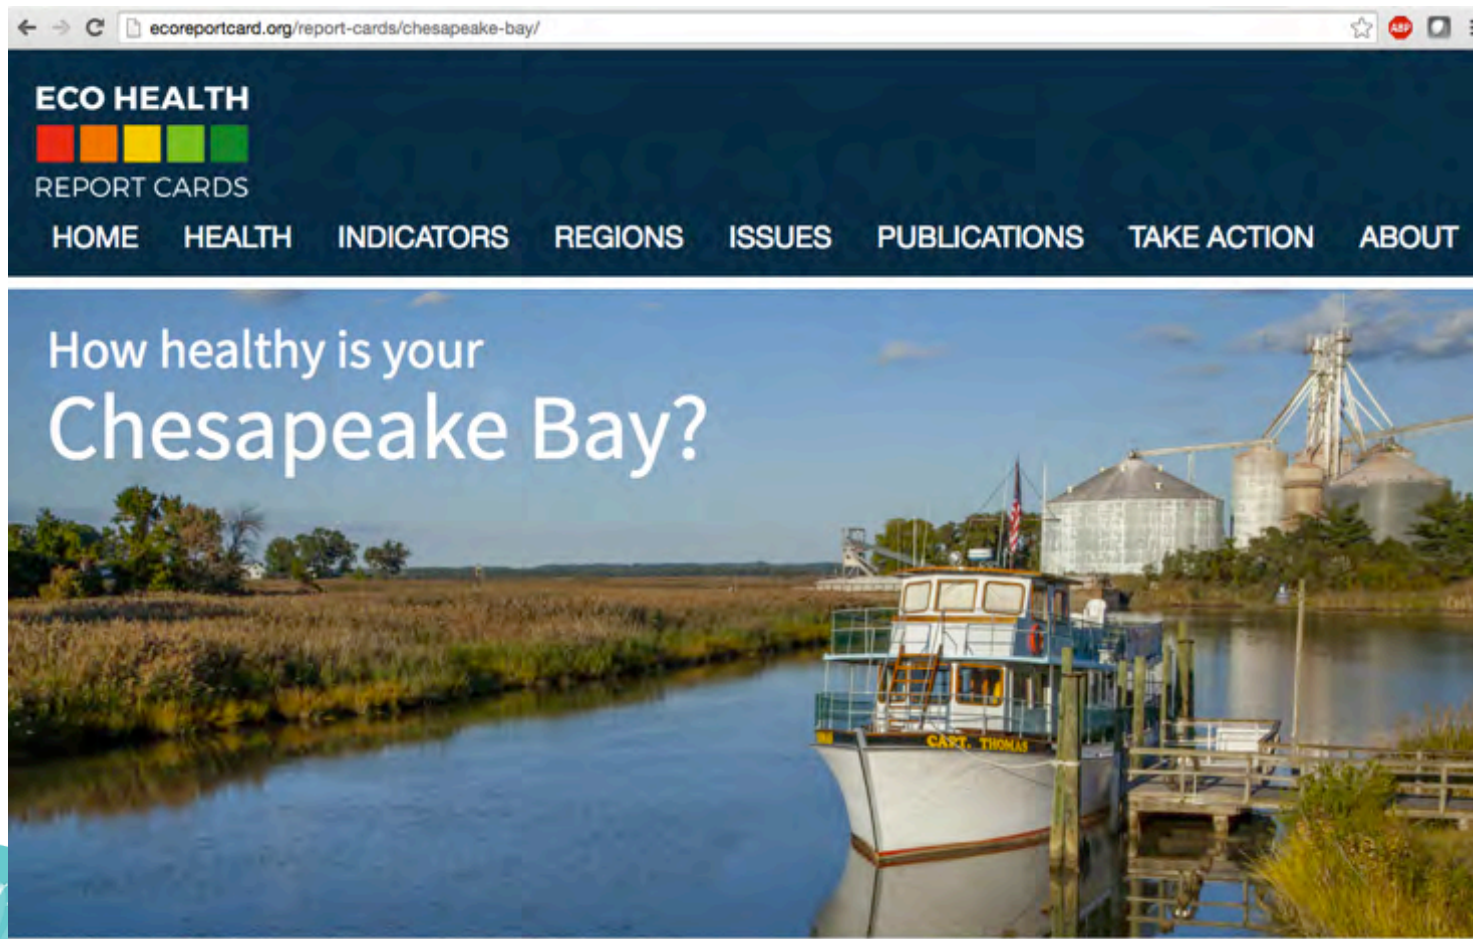 ecoreportcard.org/report-cards/chesapeake-bay/
ABP
ECO HEALTH
REPORT CARDS
HOME HEALTH INDICATORS REGIONS ISSUES PUBLICATIONS TAKE ACTION ABOUT
How healthy is your
Chesapeake Bay?
CAPT. THOMAS